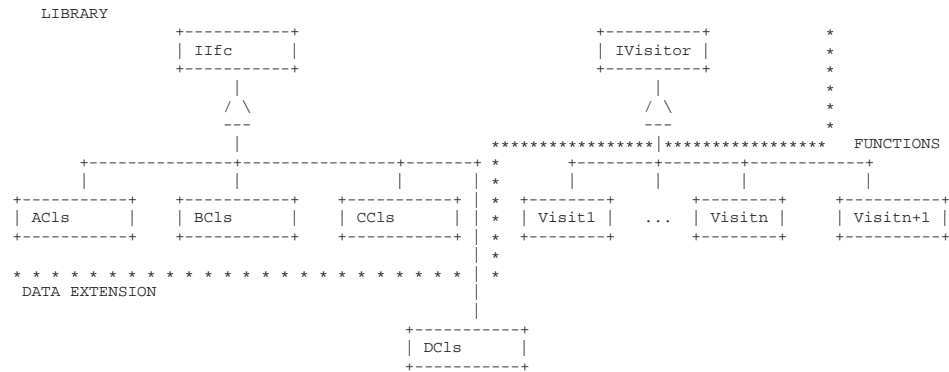 LIBRARY
IIfc IVisitor
FUNCTIONS
ACls BCls CCls Visit1 ... Visitn Visitn+1
DATA EXTENSION
DCls